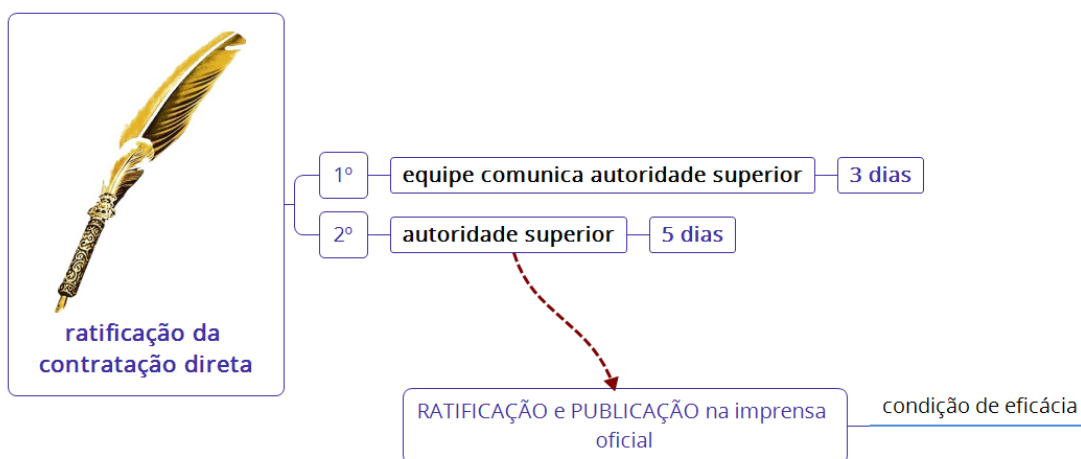 ratificação da
contratação direta
1º
equipe comunica autoridade superior
3 dias
2º
autoridade superior
5 dias
RATIFICAÇÃO e PUBLICAÇÃO na imprensa
oficial
condição de eficácia